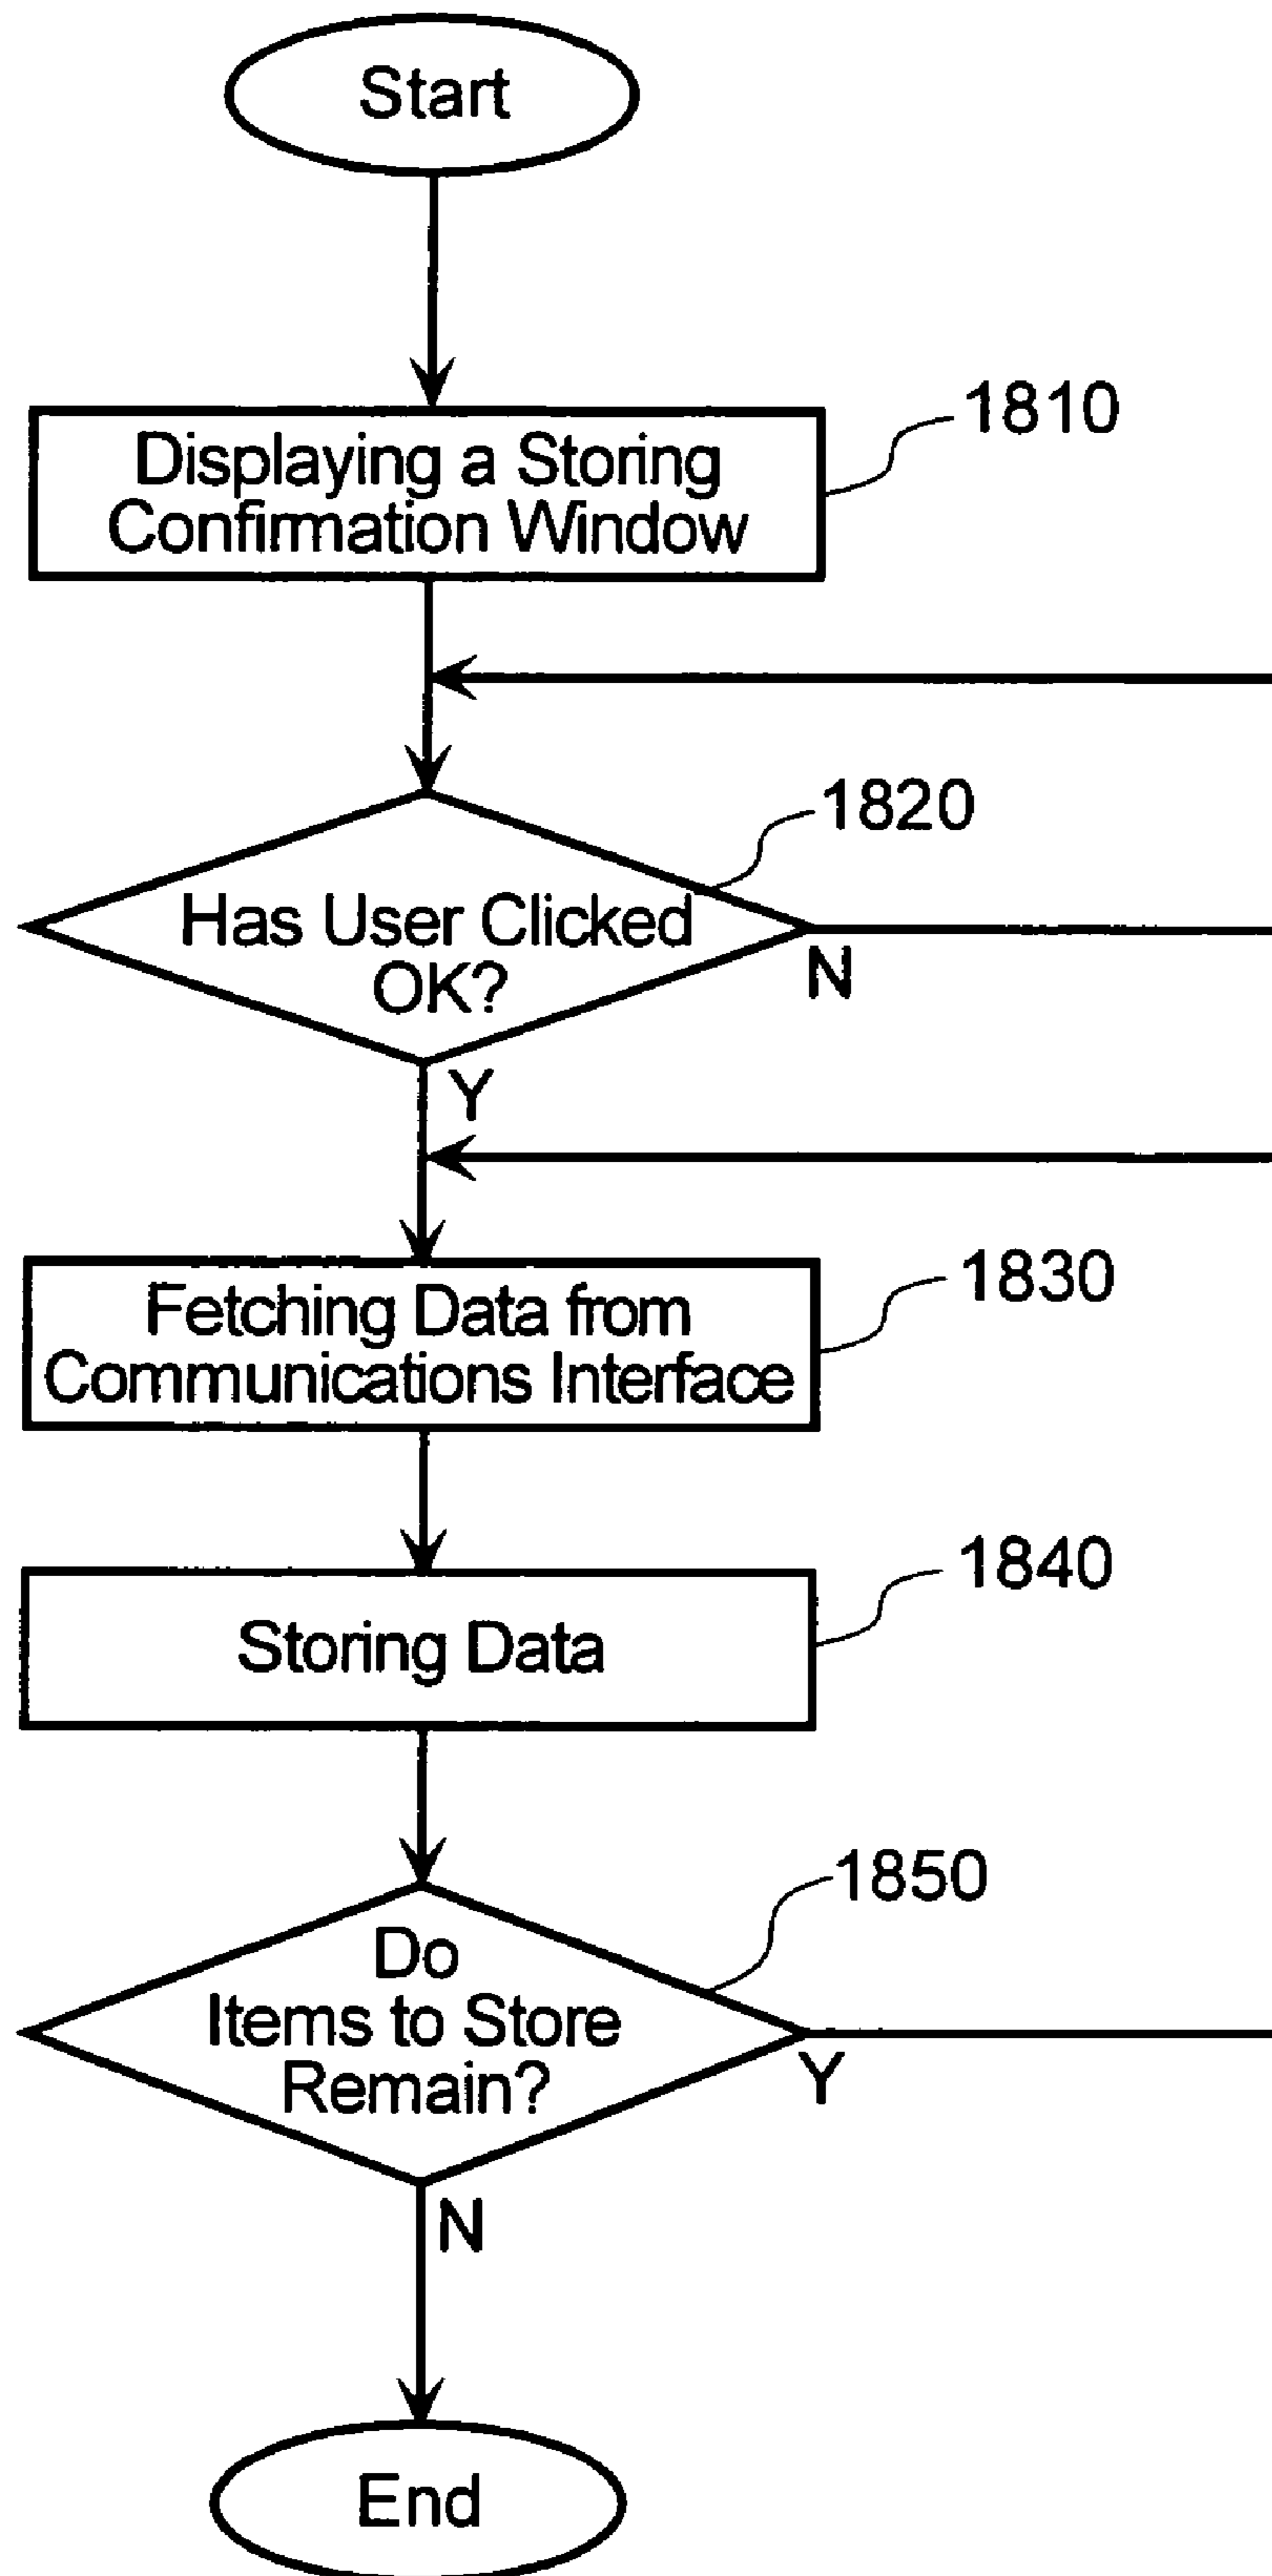 Start
1810
Displaying a Storing
Confirmation Window
1820
Has User Clicked
OK?
N
Y
1830
Fetching Data from
Communications Interface
1840
Storing Data
1850
Do
Items to Store
Remain?
Y
N
End